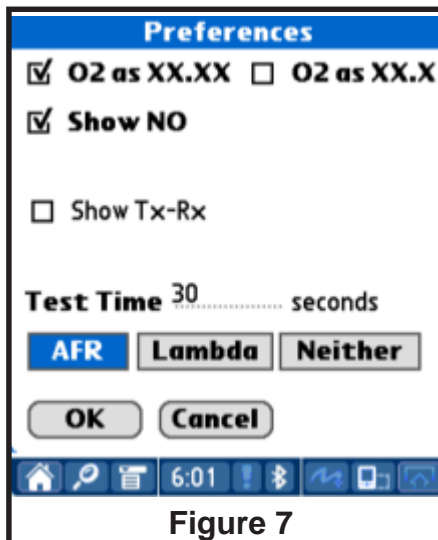 Preferences
O2 as XX.XX O2 as XX.X
Show NO
Show Tx-Rx
Test Time 30 seconds
AFR Lambda Neither
OK Cancel
6:01
Figure 7